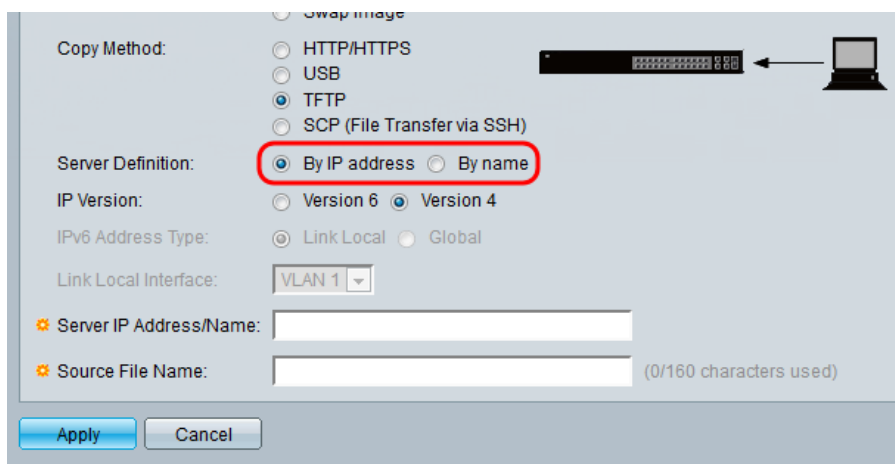 Swap Image
Copy Method: HTTP/HTTPS
USB
TFTP
SCP (File Transfer via SSH)
Server Definition: By IP address By name
IP Version: Version 6 Version 4
IPv6 Address Type: Link Local Global
Link Local Interface: VLAN 1
Server IP Address/Name:
Source File Name: (0/160 characters used)
Apply Cancel